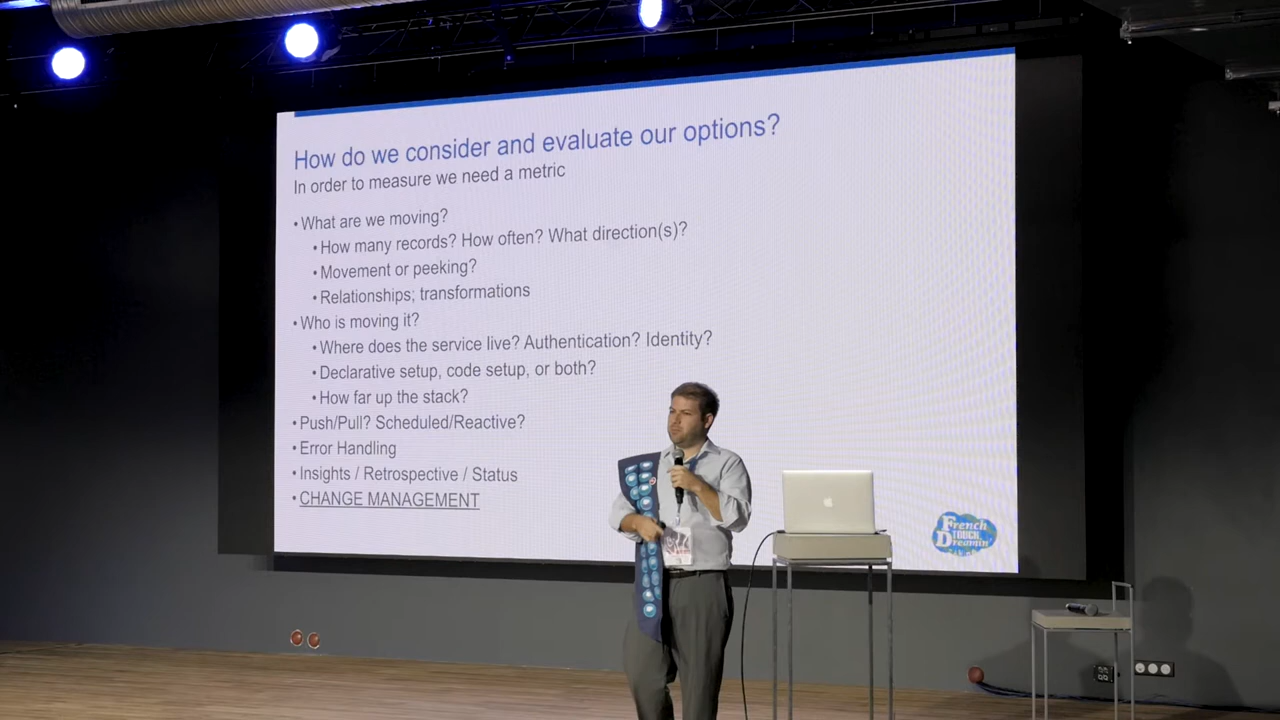 How do we consider and evaluate our options?
In order to measure we need a metric
• What are we moving?
• How many records? How often? What direction(s)?
• Movement or peeking?
• Relationships; transformations
• Who is moving it?
• Where does the service live? Authentication? Identity?
• Declarative setup, code setup, or both?
• How far up the stack?
• Push/Pull? Scheduled/Reactive?
• Error Handling
• Insights / Retrospective / Status
• CHANGE MANAGEMENT
French
TOUCH
Dreamin'